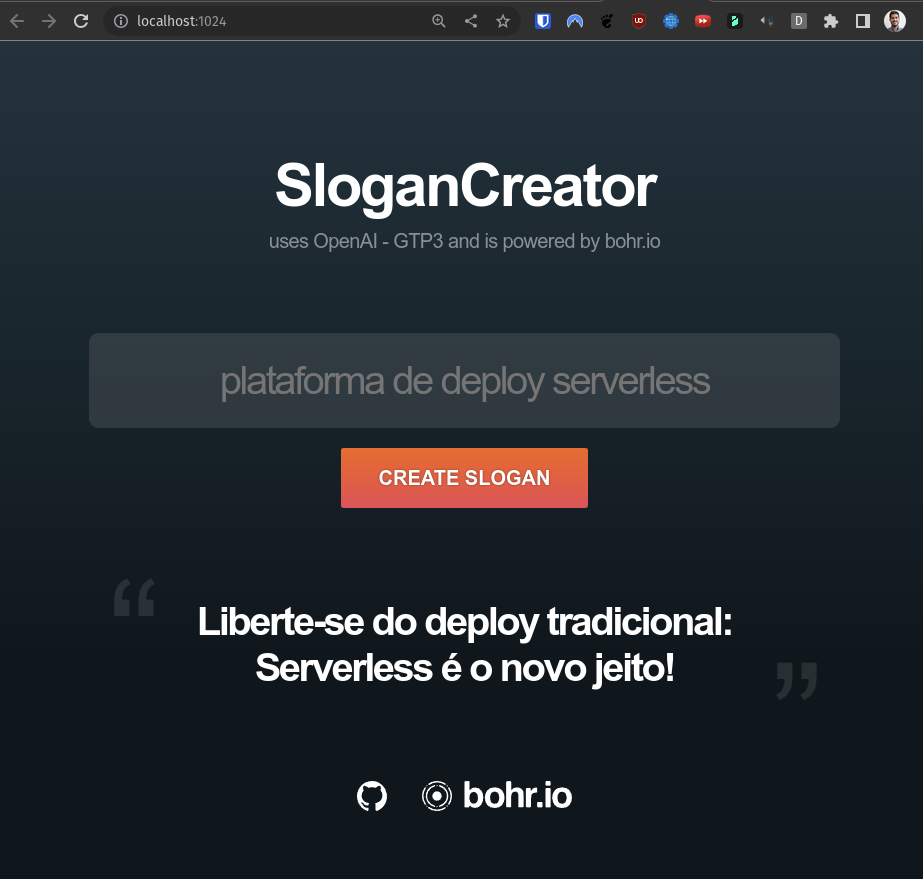 localhost:1024
D
SloganCreator
uses OpenAI - GTP3 and is powered by bohr.io
plataforma de deploy serverless
CREATE SLOGAN
“
Liberte-se do deploy tradicional:
Serverless é o novo jeito!
”
bohr.io